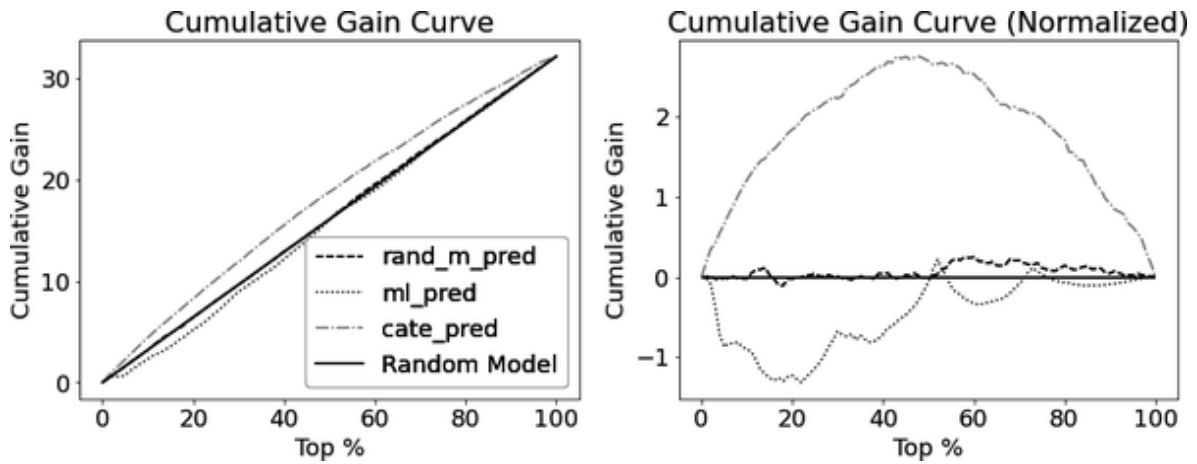 Cumulative Gain Curve
Cumulative Gain
30
20
10
0
rand_m_pred
ml_pred
cate_pred
Random Model
0 20 40 60 80 100
Top %
Cumulative Gain Curve (Normalized)
Cumulative Gain
2
1
0
−1
0 20 40 60 80 100
Top %